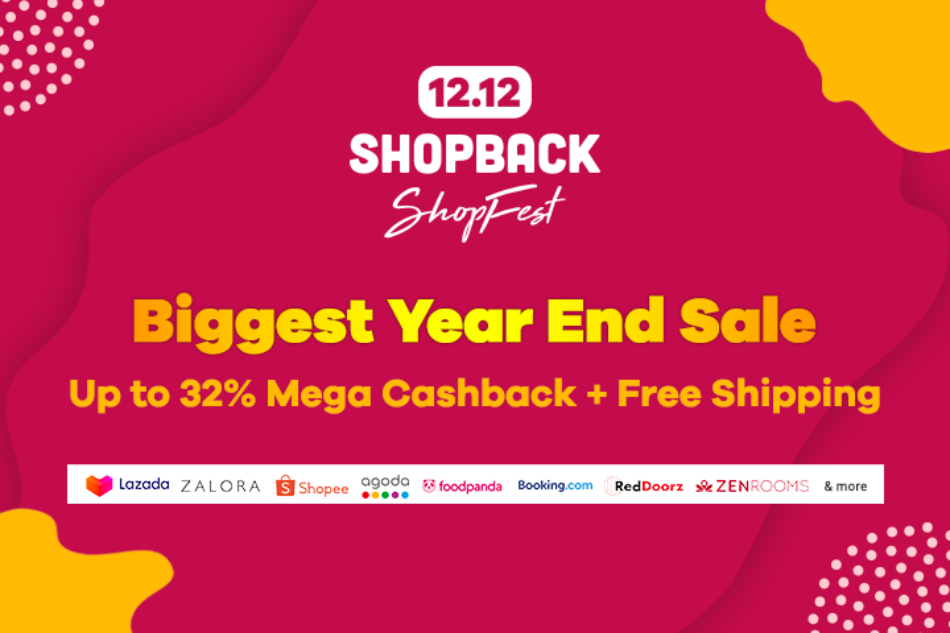 12.12
SHOPBACK
ShopFest
Biggest Year End Sale
Up to 32% Mega Cashback + Free Shipping
Lazada ZALORA Shopee agoda foodpanda Booking.com RedDoorz ZENROOMS & more